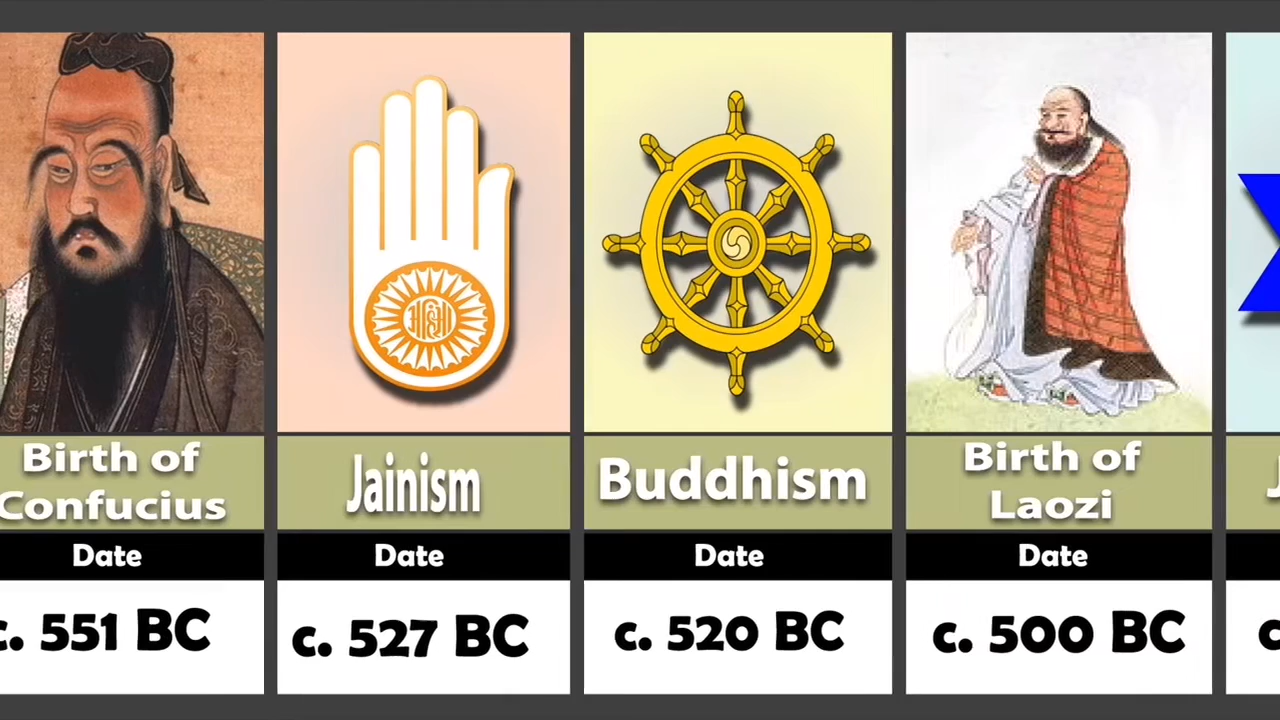 Birth of
Confucius
Date
c. 551 BC
Jainism
Date
c. 527 BC
Buddhism
Date
c. 520 BC
Birth of
Laozi
Date
c. 500 BC